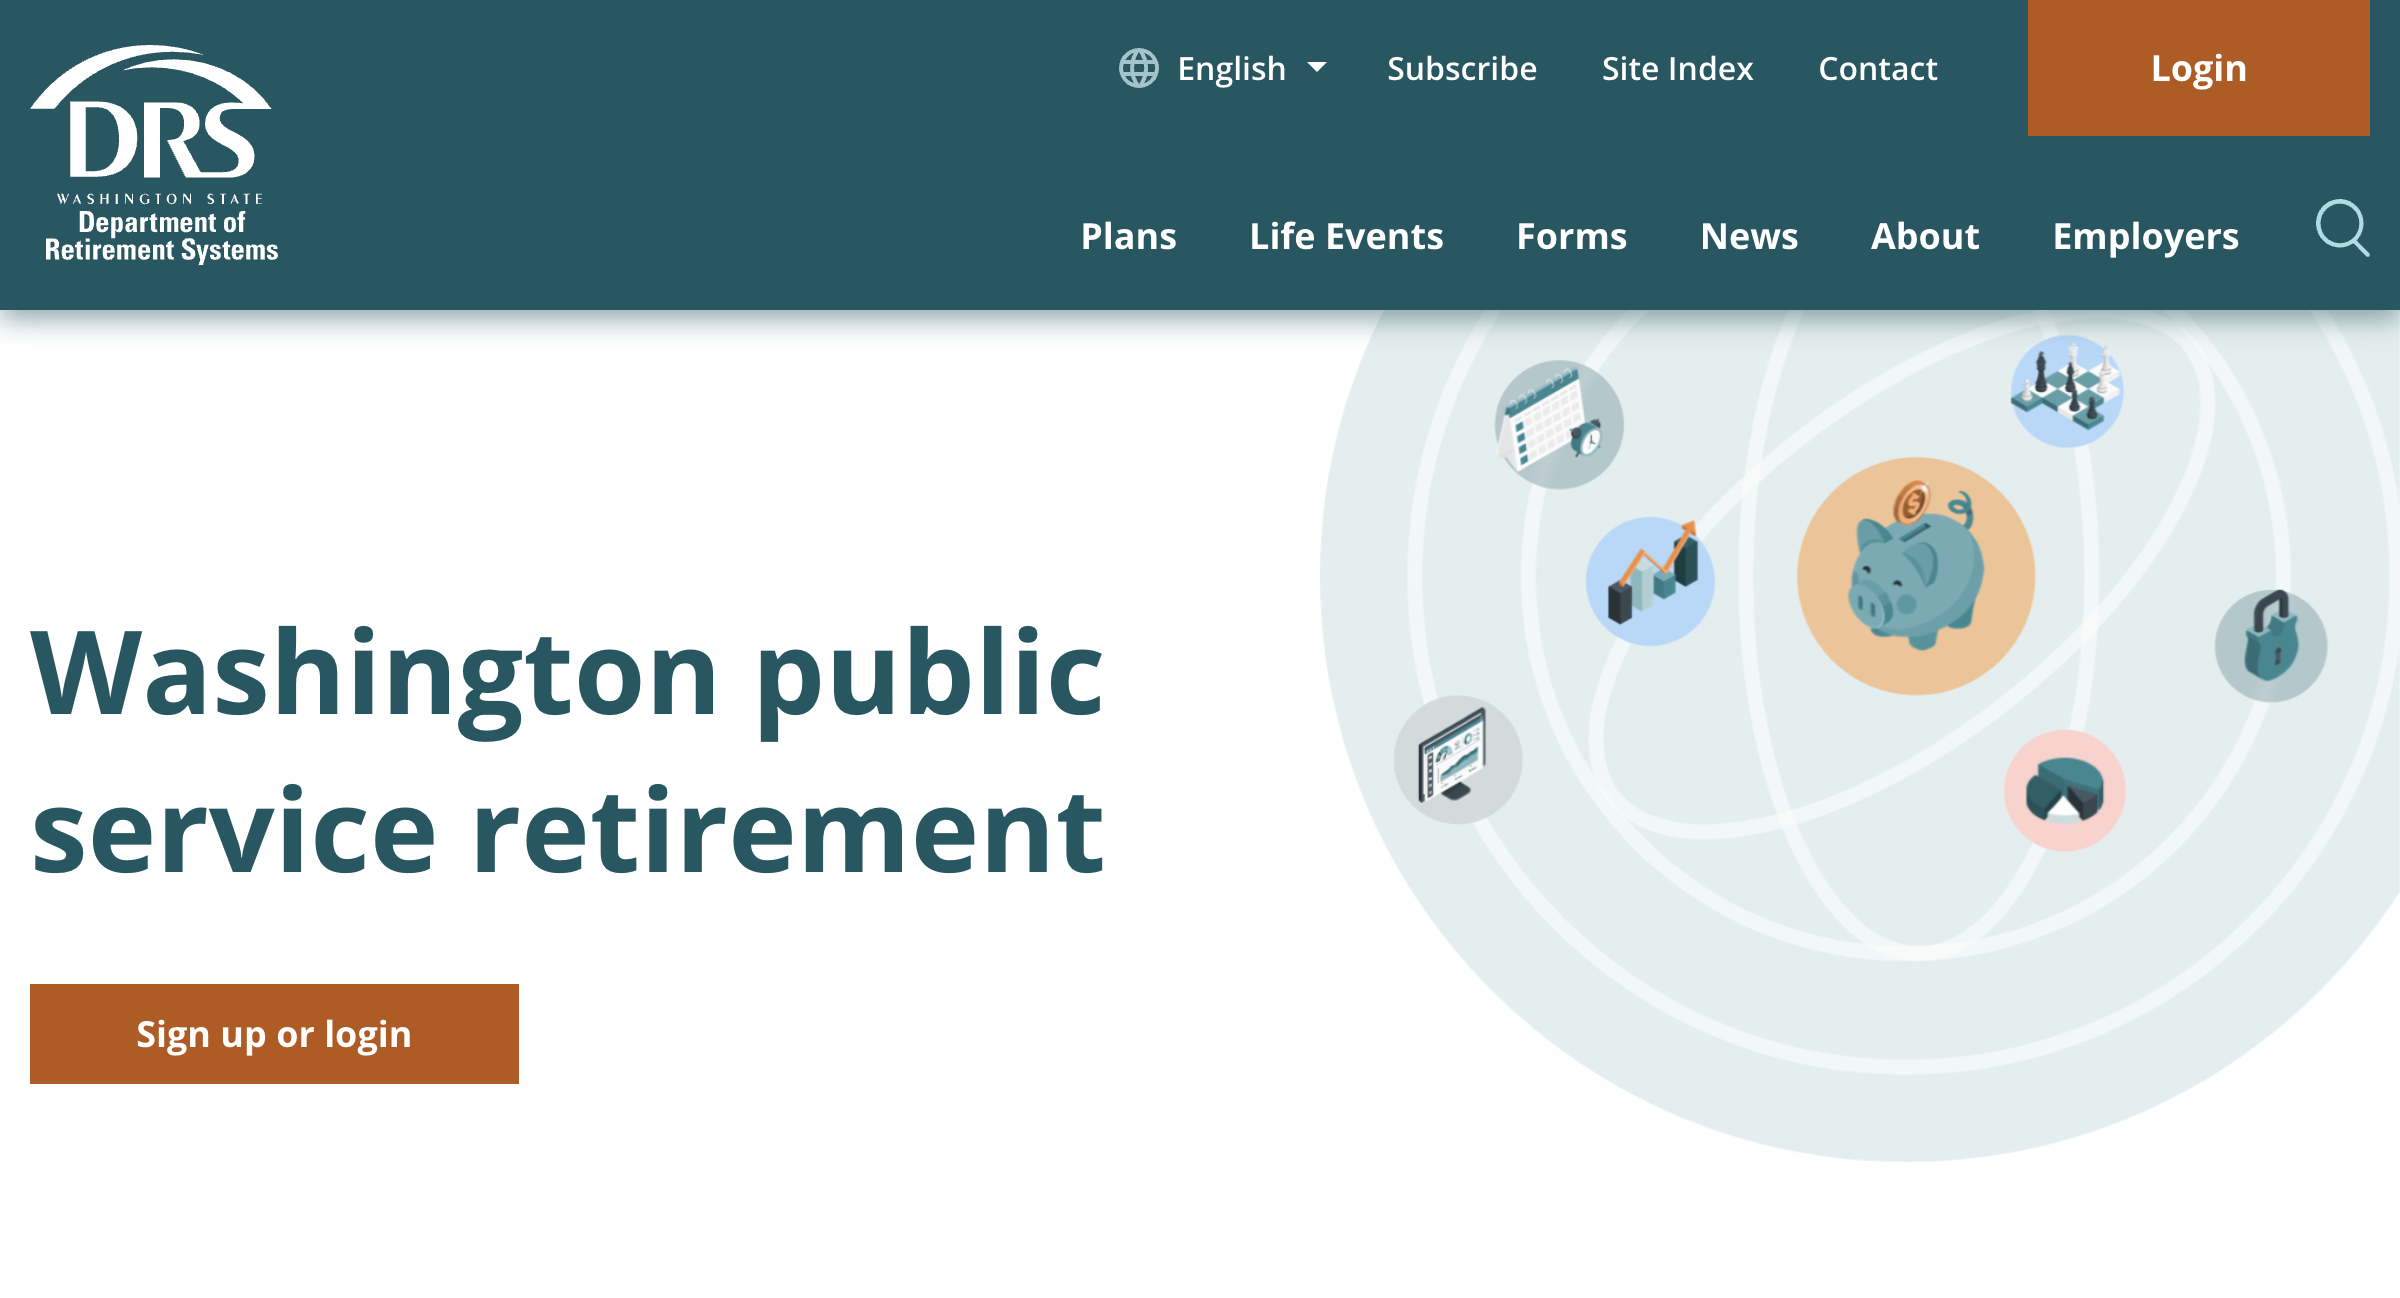 DRS
WASHINGTON STATE
Department of
Retirement Systems
English Subscribe Site Index Contact Login
Plans Life Events Forms News About Employers
Washington public
service retirement
Sign up or login